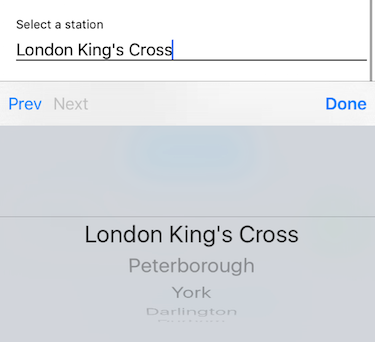 Select a station
London King's Cross
Prev Next Done
London King's Cross
Peterborough
York
Darlington